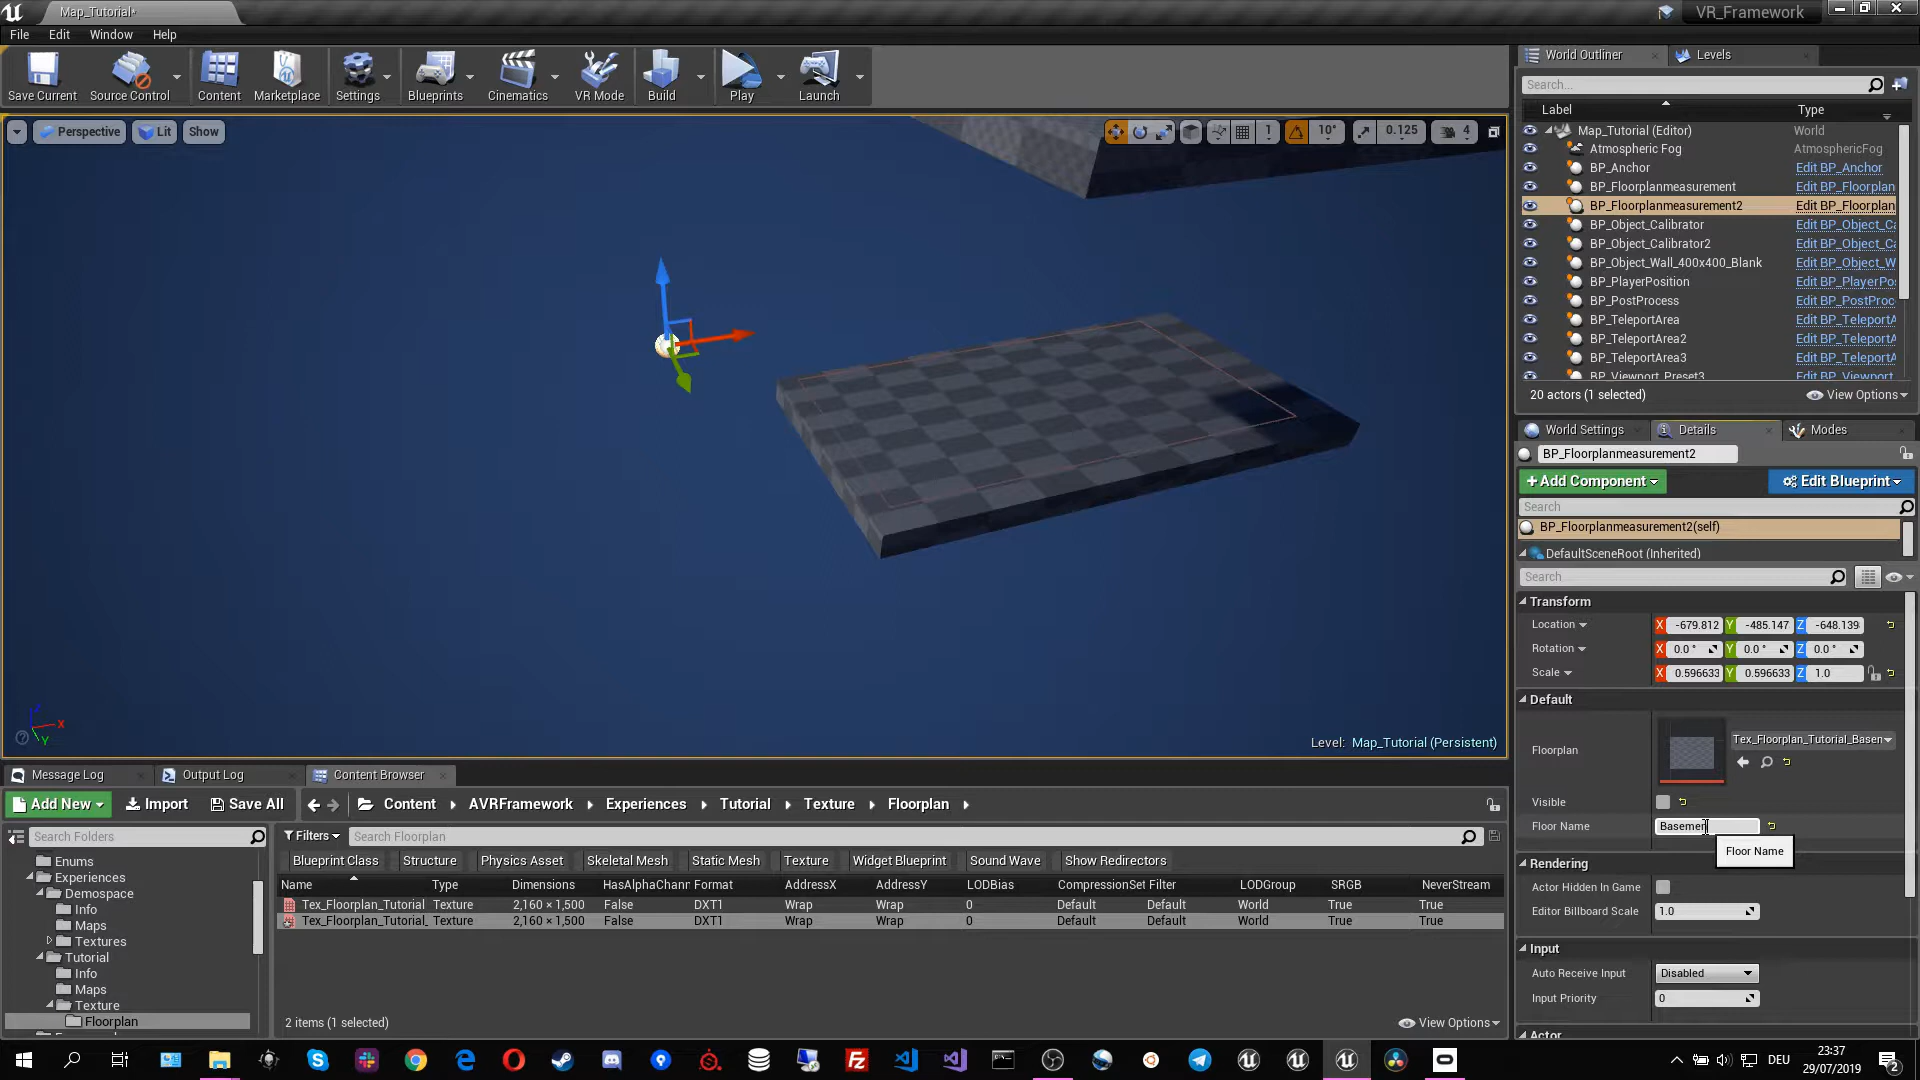 Map_Tutorial*
VR_Framework
File Edit Window Help
Save Current
Source Control
Content
Marketplace
Settings
Blueprints
Cinematics
VR Mode
Build
Play
Launch
Perspective
Lit
Show
1
10°
0.125
4
X
Y
Level: Map_Tutorial (Persistent)
World Outliner
Levels
Search...
Label Type
Map_Tutorial (Editor) World
Atmospheric Fog AtmosphericFog
BP_Anchor Edit BP_Anchor
BP_Floorplanmeasurement Edit BP_Floorplan
BP_Floorplanmeasurement2 Edit BP_Floorplan
BP_Object_Calibrator Edit BP_Object_Ca
BP_Object_Calibrator2 Edit BP_Object_Ca
BP_Object_Wall_400x400_Blank Edit BP_Object_W
BP_PlayerPosition Edit BP_PlayerPos
BP_PostProcess Edit BP_PostProc
BP_TeleportArea Edit BP_TeleportA
BP_TeleportArea2 Edit BP_TeleportA
BP_TeleportArea3 Edit BP_TeleportA
BP_Viewport_Preset3 Edit BP_Viewport
20 actors (1 selected)
View Options
World Settings
Details
Modes
BP_Floorplanmeasurement2
+Add Component
Edit Blueprint
Search
BP_Floorplanmeasurement2(self)
DefaultSceneRoot (Inherited)
Search...
Transform
Location X -679.812 Y -485.147 Z -648.139
Rotation X 0.0 ° Y 0.0 ° Z 0.0 °
Scale X 0.596633 Y 0.596633 Z 1.0
Default
Floorplan
Tex_Floorplan_Tutorial_Basen
Visible
Floor Name Basemen
Floor Name
Rendering
Actor Hidden In Game
Editor Billboard Scale 1.0
Input
Auto Receive Input Disabled
Input Priority 0
Actor
Message Log
Output Log
Content Browser
Add New
Import
Save All
Content
AVRFramework
Experiences
Tutorial
Texture
Floorplan
Search Folders
Enums
Experiences
Demospace
Info
Maps
Textures
Tutorial
Info
Maps
Texture
Floorplan
Filters
Search Floorplan
Blueprint Class Structure Physics Asset Skeletal Mesh Static Mesh Texture Widget Blueprint Sound Wave Show Redirectors
Name Type Dimensions HasAlphaChann Format AddressX AddressY LODBias CompressionSet Filter LODGroup SRGB NeverStream
Tex_Floorplan_Tutorial Texture 2,160 × 1,500 False DXT1 Wrap Wrap 0 Default Default World True True
Tex_Floorplan_Tutorial_ Texture 2,160 × 1,500 False DXT1 Wrap Wrap 0 Default Default World True True
2 items (1 selected)
View Options
DEU
23:37
29/07/2019
2